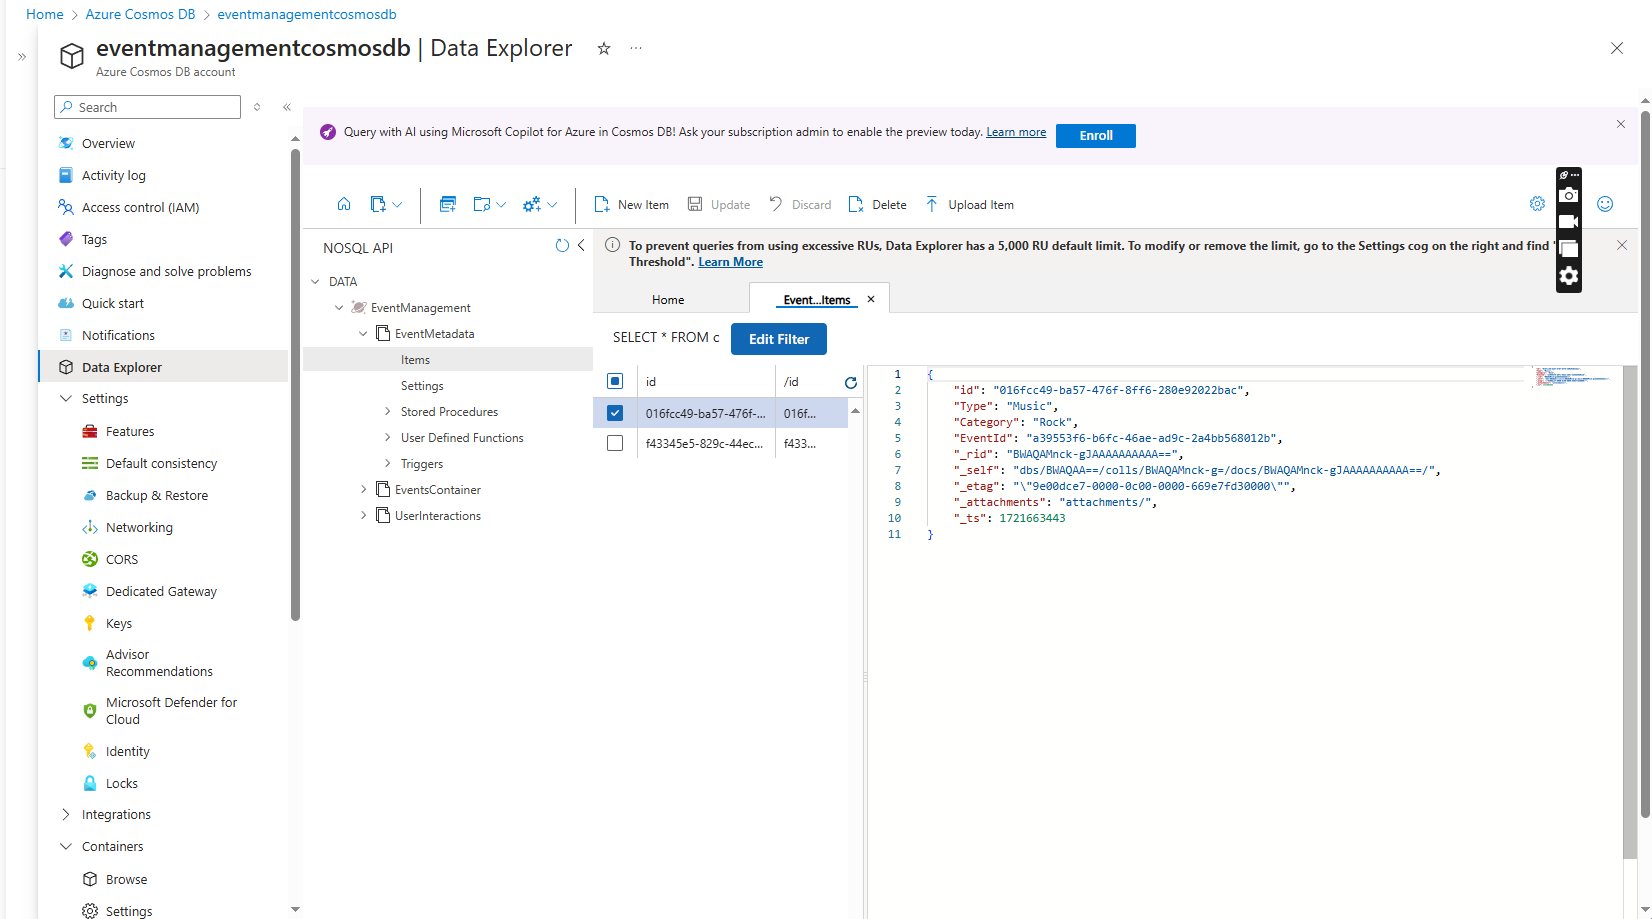 Home > Azure Cosmos DB > eventmanagementcosmosdb
eventmanagementcosmosdb | Data Explorer
Azure Cosmos DB account
Search
Overview
Activity log
Access control (IAM)
Tags
Diagnose and solve problems
Quick start
Notifications
Data Explorer
Settings
Features
Default consistency
Backup & Restore
Networking
CORS
Dedicated Gateway
Keys
Advisor
Recommendations
Microsoft Defender for
Cloud
Identity
Locks
Integrations
Containers
Browse
Settings
Query with AI using Microsoft Copilot for Azure in Cosmos DB! Ask your subscription admin to enable the preview today. Learn more
Enroll
New Item
Update
Discard
Delete
Upload Item
NOSQL API
DATA
EventManagement
EventMetadata
Items
Settings
Stored Procedures
User Defined Functions
Triggers
EventsContainer
UserInteractions
To prevent queries from using excessive RUs, Data Explorer has a 5,000 RU default limit. To modify or remove the limit, go to the Settings cog on the right and find "
Threshold". Learn More
Home
Event...Items
SELECT * FROM c
Edit Filter
id /id
016fcc49-ba57-476f-... 016f...
f43345e5-829c-44ec... f433...
1 {
2 "id": "016fcc49-ba57-476f-8ff6-280e92022bac",
3 "Type": "Music",
4 "Category": "Rock",
5 "EventId": "a39553f6-b6fc-46ae-ad9c-2a4bb568012b",
6 "_rid": "BWAQAMnck-gJAAAAAAAAAA==",
7 "_self": "dbs/BWAQAA==/colls/BWAQAMnck-g=/docs/BWAQAMnck-gJAAAAAAAAAA==/",
8 "_etag": "\"9e00dce7-0000-0c00-0000-669e7fd30000\"",
9 "_attachments": "attachments/",
10 "_ts": 1721663443
11 }